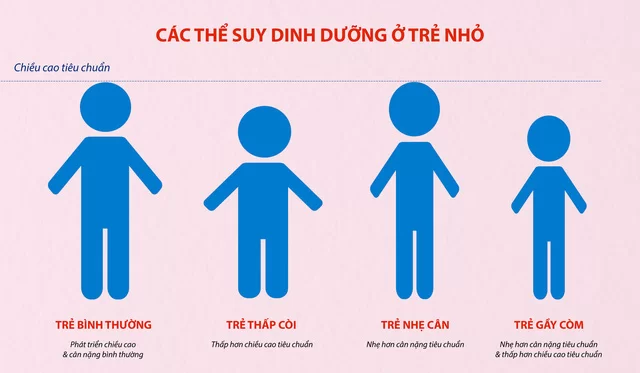 CÁC THỂ SUY DINH DƯỠNG Ở TRẺ NHỎ
Chiều cao tiêu chuẩn
TRẺ BÌNH THƯỜNG
Phát triển chiều cao
& cân nặng bình thường
TRẺ THẤP CÒI
Thấp hơn chiều cao tiêu chuẩn
TRẺ NHẸ CÂN
Nhẹ hơn cân nặng tiêu chuẩn
TRẺ GẦY CÒM
Nhẹ hơn cân nặng tiêu chuẩn
& thấp hơn chiều cao tiêu chuẩn